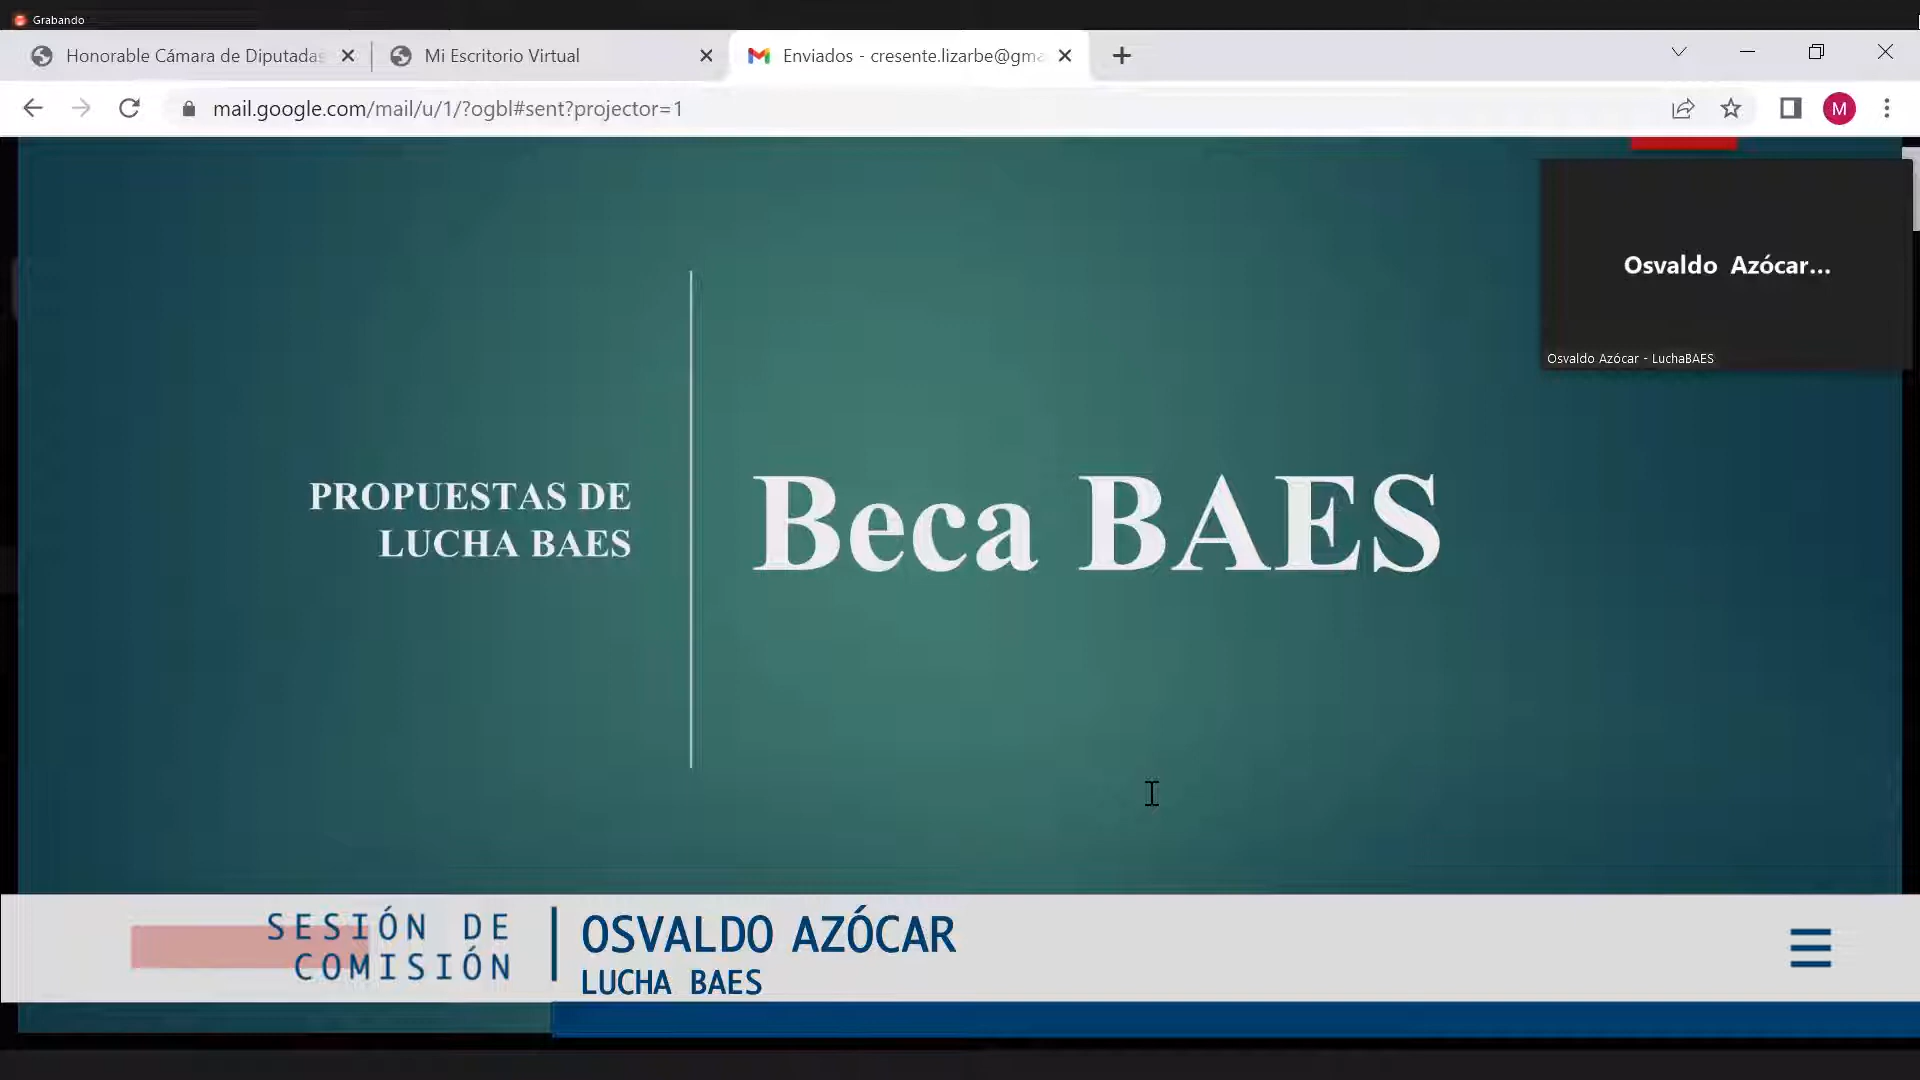 Grabando
Honorable Cámara de Diputadas
Mi Escritorio Virtual
Enviados - cresente.lizarbe@gma
mail.google.com/mail/u/1/?ogbl#sent?projector=1
M
Osvaldo Azócar...
Osvaldo Azócar - LuchaBAES
PROPUESTAS DE
LUCHA BAES
Beca BAES
SESIÓN DE
COMISIÓN
OSVALDO AZÓCAR
LUCHA BAES